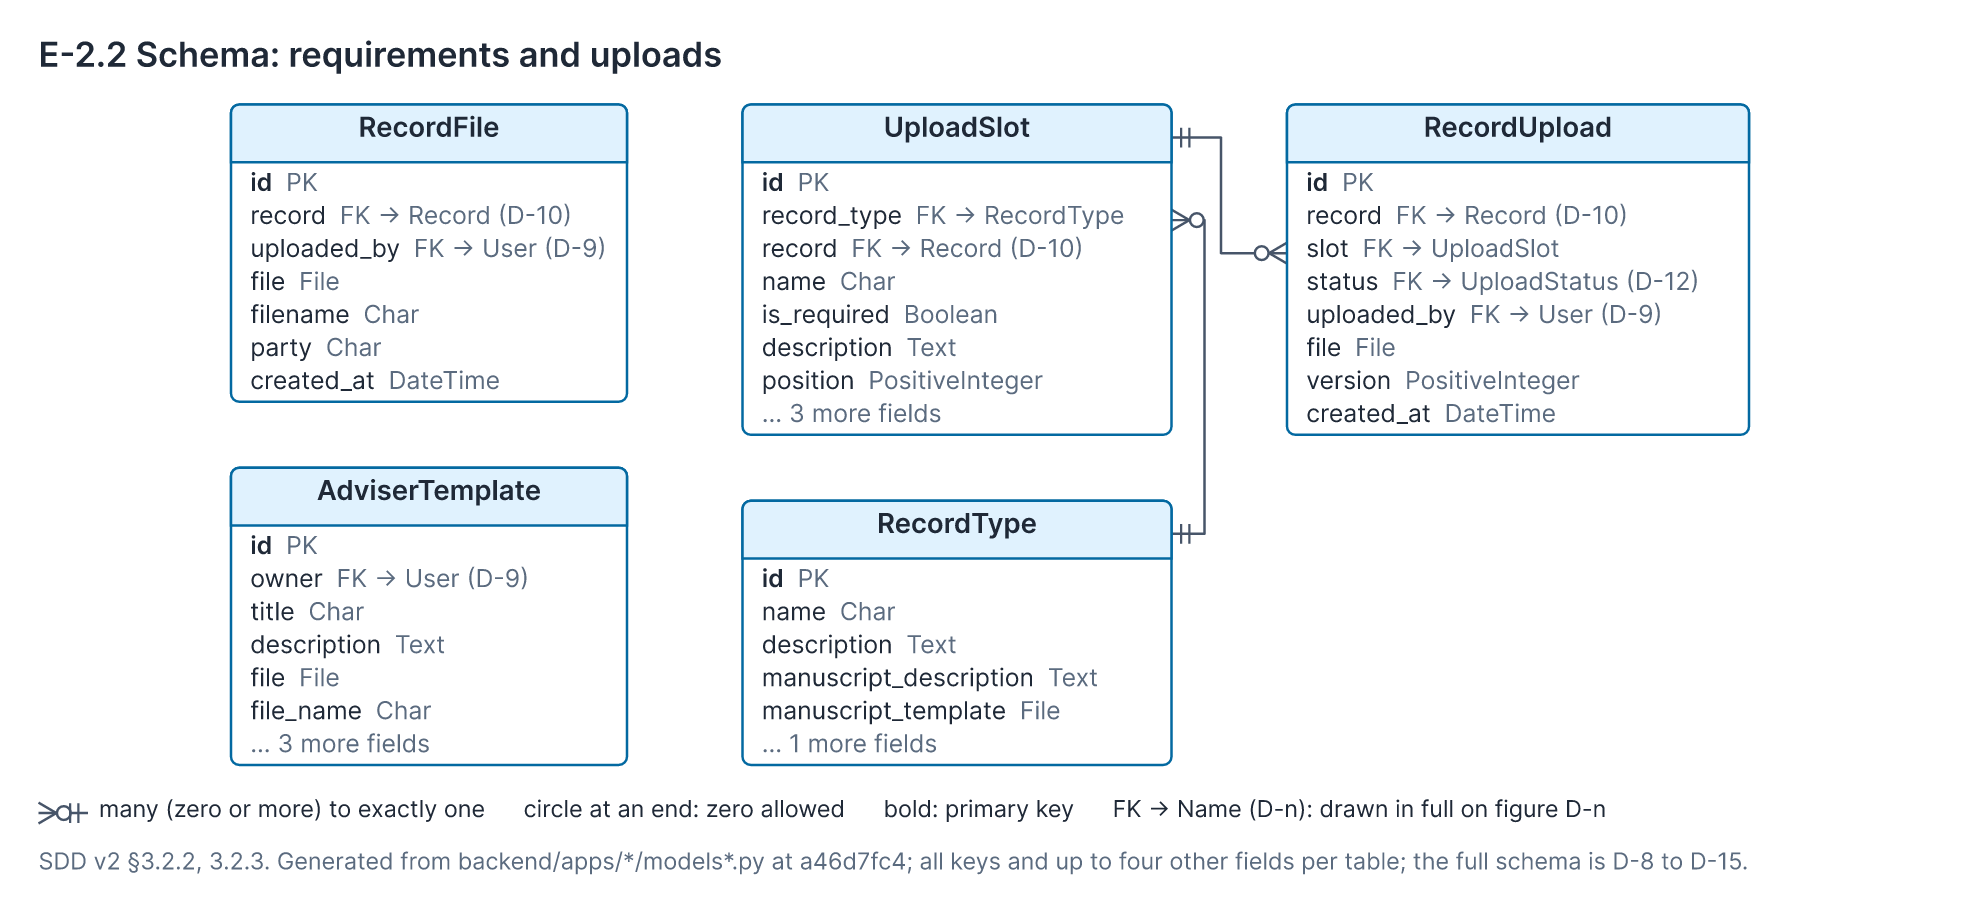 E-2.2 Schema: requirements and uploads
RecordFile
id PK
record FK → Record (D-10)
uploaded_by FK → User (D-9)
file File
filename Char
party Char
created_at DateTime
UploadSlot
id PK
record_type FK → RecordType
record FK → Record (D-10)
name Char
is_required Boolean
description Text
position PositiveInteger
... 3 more fields
RecordUpload
id PK
record FK → Record (D-10)
slot FK → UploadSlot
status FK → UploadStatus (D-12)
uploaded_by FK → User (D-9)
file File
version PositiveInteger
created_at DateTime
AdviserTemplate
id PK
owner FK → User (D-9)
title Char
description Text
file File
file_name Char
... 3 more fields
RecordType
id PK
name Char
description Text
manuscript_description Text
manuscript_template File
... 1 more fields
many (zero or more) to exactly one circle at an end: zero allowed bold: primary key FK → Name (D-n): drawn in full on figure D-n
SDD v2 §3.2.2, 3.2.3. Generated from backend/apps/*/models*.py at a46d7fc4; all keys and up to four other fields per table; the full schema is D-8 to D-15.